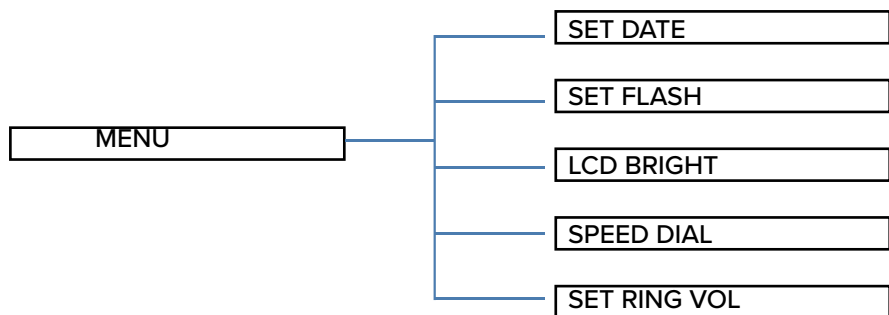 MENU
SET DATE
SET FLASH
LCD BRIGHT
SPEED DIAL
SET RING VOL